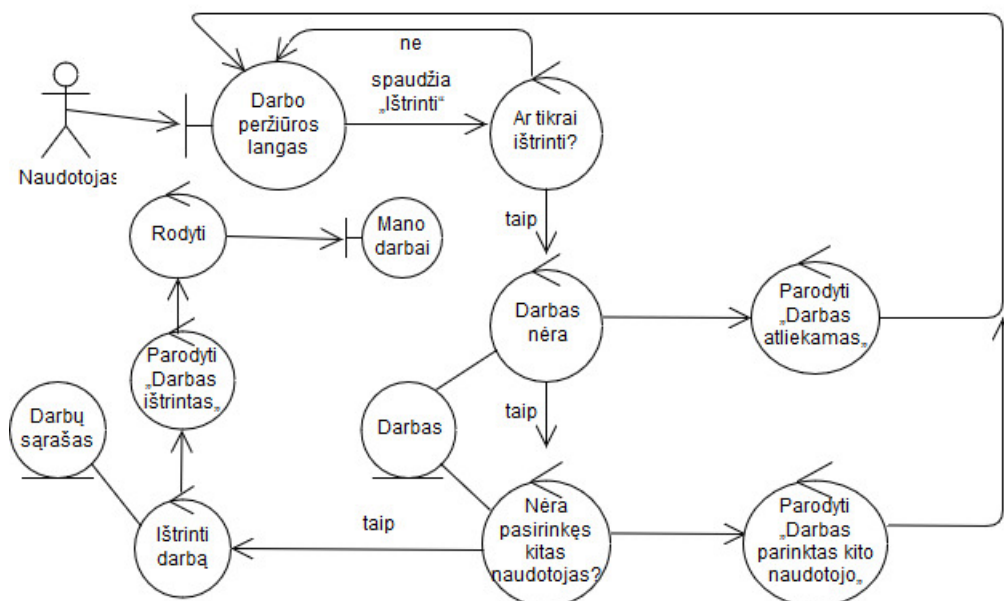 ne
spaudžia
„Ištrinti“
Darbo
peržiūros
langas
Ar tikrai
ištrinti?
Naudotojas
taip
Rodyti
Mano
darbai
Darbas
nėra
Parodyti
„Darbas
atliekamas„
Parodyti
„Darbas
ištrintas„
taip
Darbų
sąrašas
Darbas
Nėra
pasirinkęs
kitas
naudotojas?
Parodyti
„Darbas
parinktas kito
naudotojo„
taip
Ištrinti
darbą